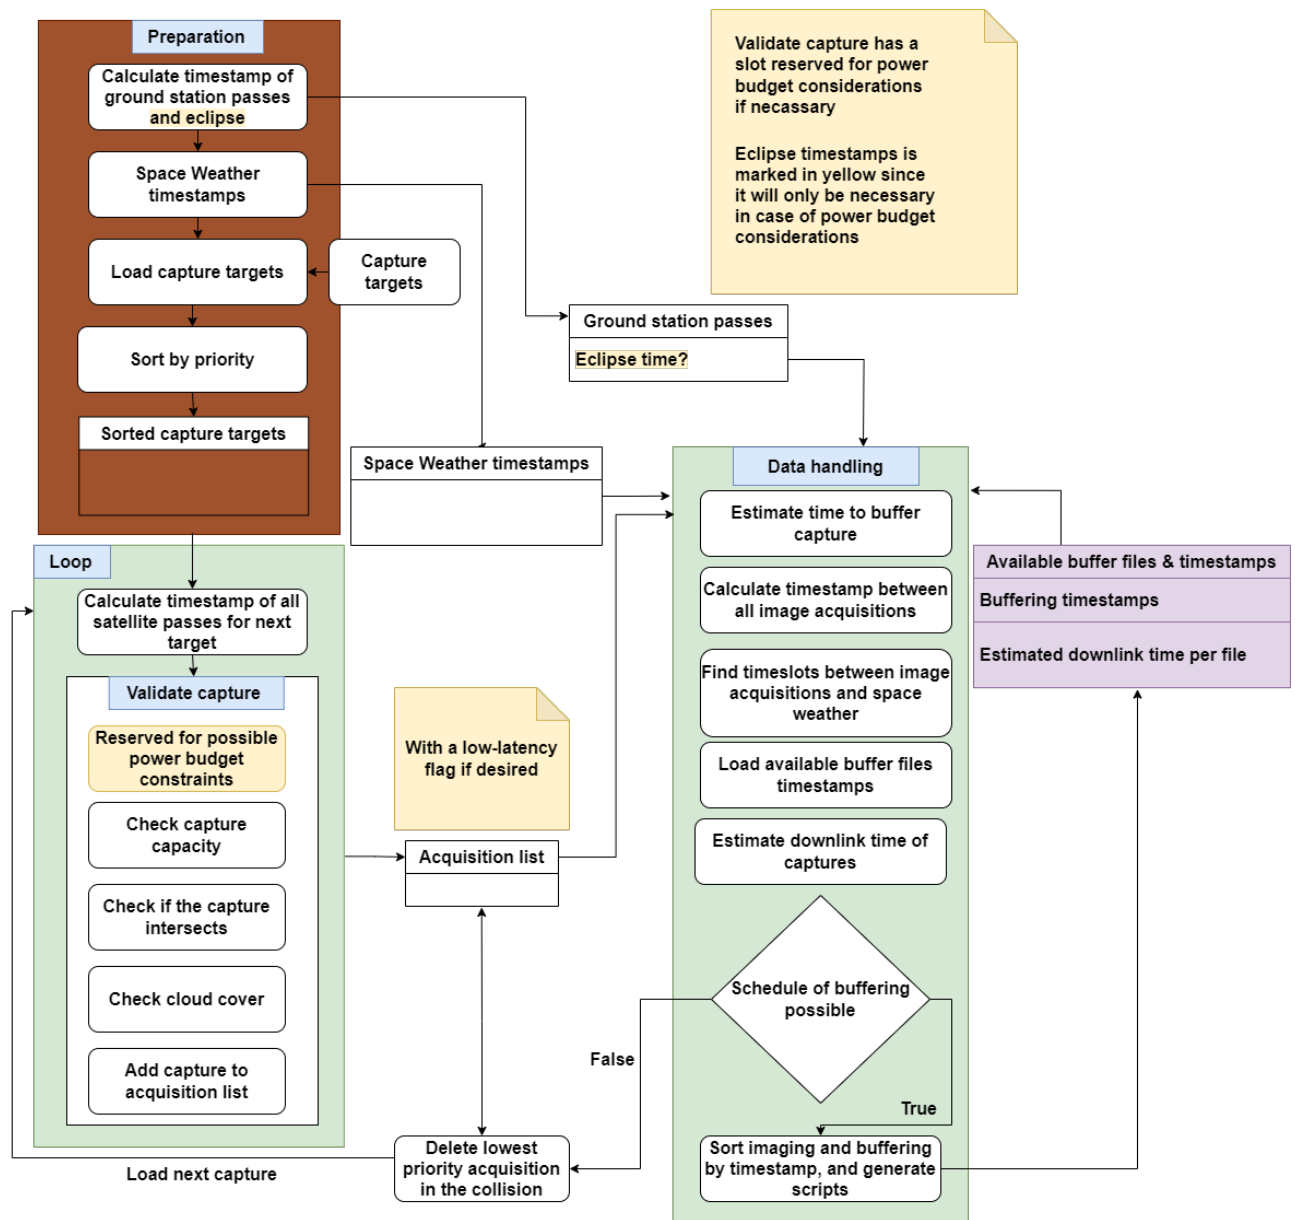 Preparation
Calculate timestamp of
ground station passes
and eclipse
Space Weather
timestamps
Load capture targets
Capture
targets
Sort by priority
Sorted capture targets
Validate capture has a
slot reserved for power
budget considerations
if necassary
Eclipse timestamps is
marked in yellow since
it will only be necessary
in case of power budget
considerations
Ground station passes
Eclipse time?
Space Weather timestamps
Loop
Calculate timestamp of all
satellite passes for next
target
Validate capture
Reserved for possible
power budget
constraints
Check capture
capacity
Check if the capture
intersects
Check cloud cover
Add capture to
acquisition list
With a low-latency
flag if desired
Acquisition list
Data handling
Estimate time to buffer
capture
Calculate timestamp between
all image acquisitions
Find timeslots between image
acquisitions and space
weather
Load available buffer files
timestamps
Estimate downlink time of
captures
Schedule of buffering
possible
False
True
Sort imaging and buffering
by timestamp, and generate
scripts
Delete lowest
priority acquisition
in the collision
Load next capture
Available buffer files & timestamps
Buffering timestamps
Estimated downlink time per file